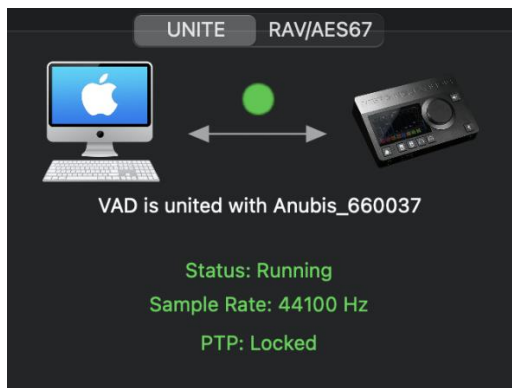 UNITE RAV/AES67
VAD is united with Anubis_660037
Status: Running
Sample Rate: 44100 Hz
PTP: Locked